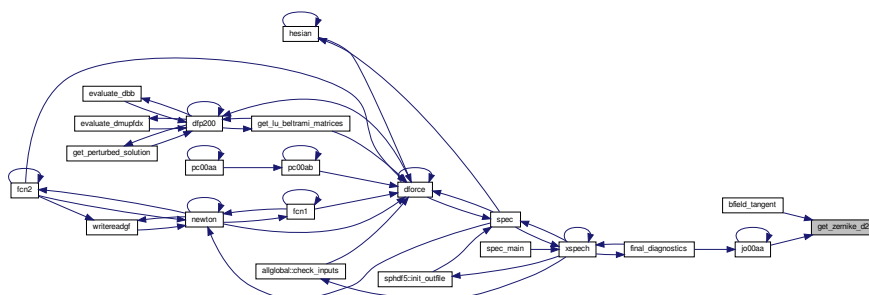 hesian
evaluate_dbb
evaluate_dmupfdx
dfp200
get_lu_beltrami_matrices
get_perturbed_solution
pc00aa
pc00ab
fcn2
dforce
bfield_tangent
fcn1
writereadgf
newton
spec
get_zernike_d2
spec_main
xspech
final_diagnostics
jo00aa
allglobal::check_inputs
sphdf5::init_outfile